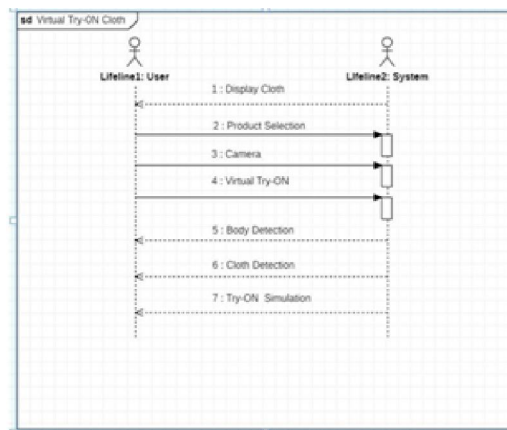 sd Virtual Try-ON Cloth
Lifeline1: User
Lifeline2: System
1 : Display Cloth
2 : Product Selection
3 : Camera
4 : Virtual Try-ON
5 : Body Detection
6 : Cloth Detection
7 : Try-ON Simulation